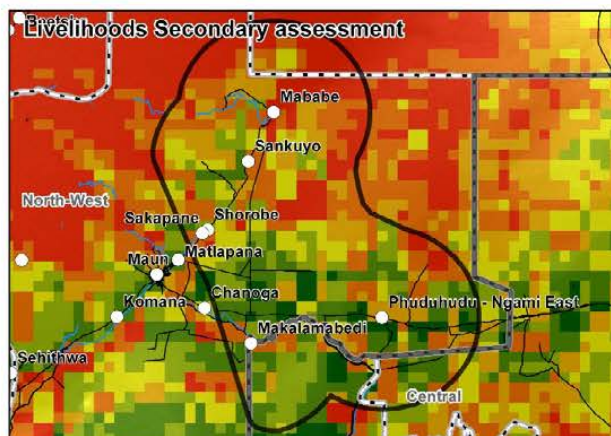 Livelihoods Secondary assessment
Mababe
Sankuyo
North-West
Sakapane
Shorobe
Maun
Matlapana
Komana
Chanoga
Phuduhudu - Ngami East
Makalamabedi
Sehithwa
Central